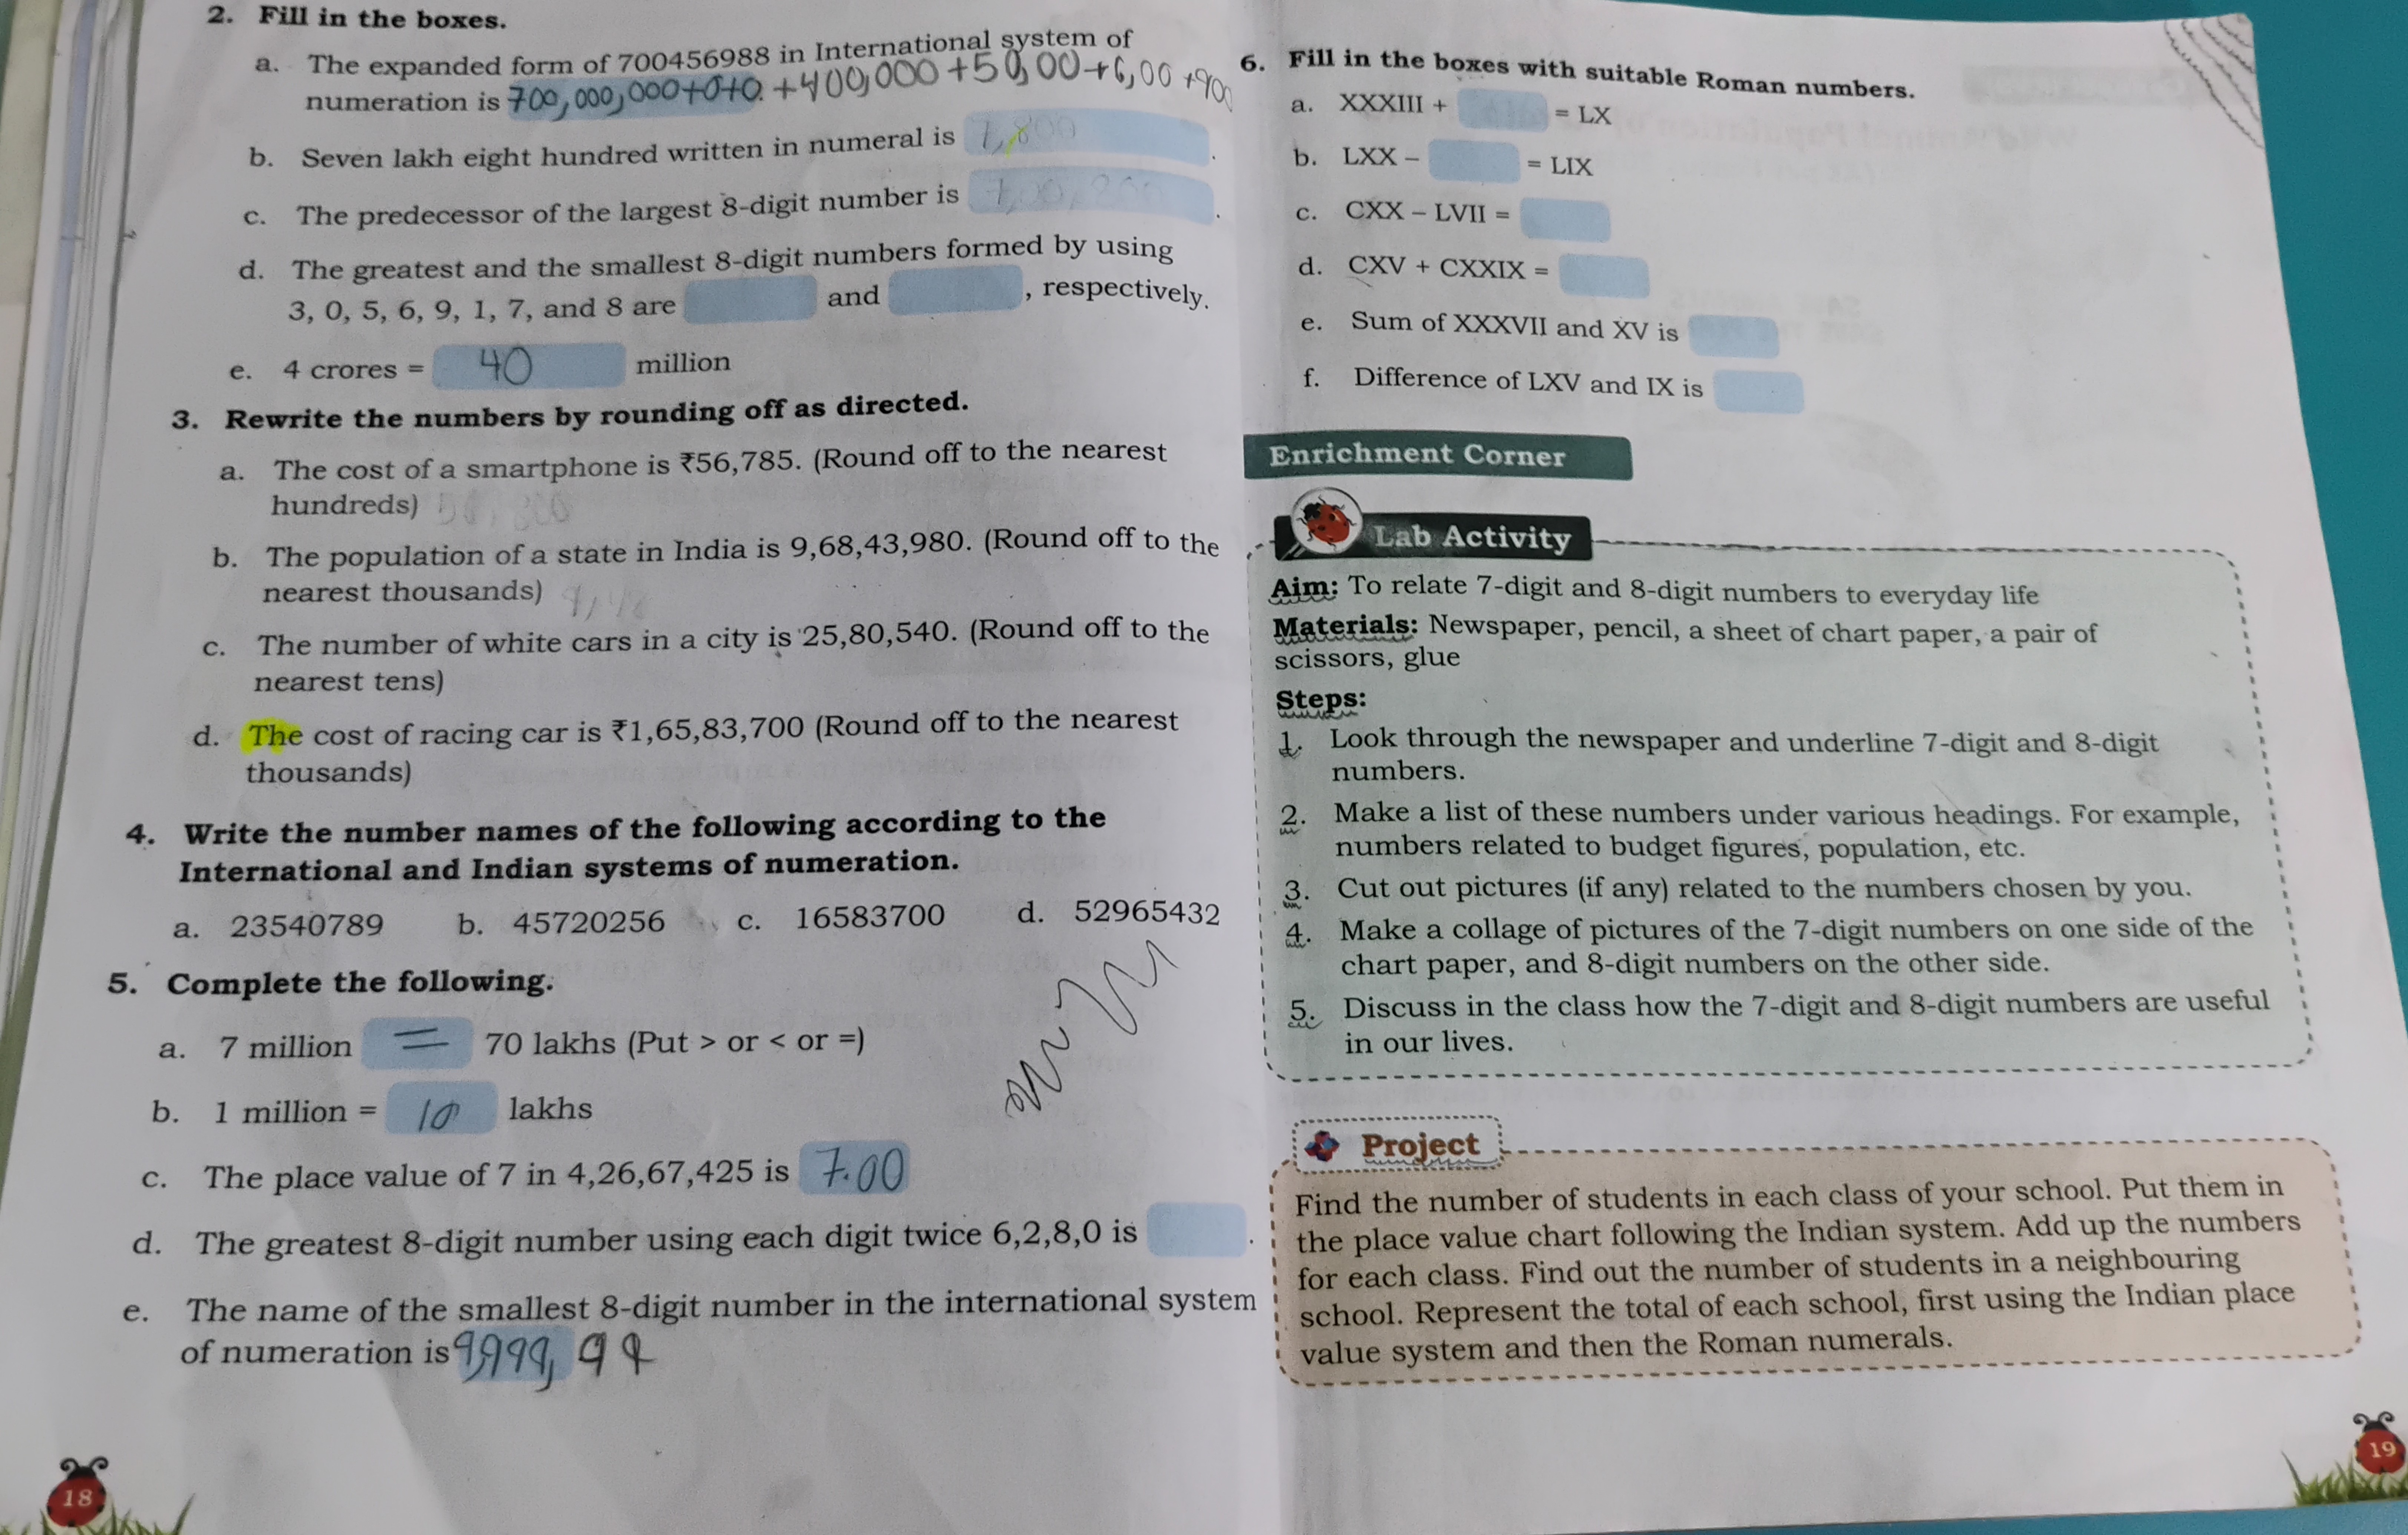 2. Fill in the boxes.
a. The expanded form of 700456988 in International system of
numeration is 700,000,000+0+0. +400,000+50,00+6,00+900
b. Seven lakh eight hundred written in numeral is 7,800 .
c. The predecessor of the largest 8-digit number is 7,00,800 .
d. The greatest and the smallest 8-digit numbers formed by using
3, 0, 5, 6, 9, 1, 7, and 8 are and , respectively.
e. 4 crores = 40 million
3. Rewrite the numbers by rounding off as directed.
a. The cost of a smartphone is ₹56,785. (Round off to the nearest
hundreds)
b. The population of a state in India is 9,68,43,980. (Round off to the
nearest thousands)
c. The number of white cars in a city is 25,80,540. (Round off to the
nearest tens)
d. The cost of racing car is ₹1,65,83,700 (Round off to the nearest
thousands)
4. Write the number names of the following according to the
International and Indian systems of numeration.
a. 23540789 b. 45720256 c. 16583700 d. 52965432
5. Complete the following.
a. 7 million = 70 lakhs (Put > or < or =)
b. 1 million = 10 lakhs
c. The place value of 7 in 4,26,67,425 is 7.00
d. The greatest 8-digit number using each digit twice 6,2,8,0 is .
e. The name of the smallest 8-digit number in the international system
of numeration is 9,999,99
18
6. Fill in the boxes with suitable Roman numbers.
a. XXXIII + = LX
b. LXX – = LIX
c. CXX – LVII =
d. CXV + CXXIX =
e. Sum of XXXVII and XV is
f. Difference of LXV and IX is
Enrichment Corner
Lab Activity
Aim: To relate 7-digit and 8-digit numbers to everyday life
Materials: Newspaper, pencil, a sheet of chart paper, a pair of
scissors, glue
Steps:
1. Look through the newspaper and underline 7-digit and 8-digit
numbers.
2. Make a list of these numbers under various headings. For example,
numbers related to budget figures, population, etc.
3. Cut out pictures (if any) related to the numbers chosen by you.
4. Make a collage of pictures of the 7-digit numbers on one side of the
chart paper, and 8-digit numbers on the other side.
5. Discuss in the class how the 7-digit and 8-digit numbers are useful
in our lives.
Project
Find the number of students in each class of your school. Put them in
the place value chart following the Indian system. Add up the numbers
for each class. Find out the number of students in a neighbouring
school. Represent the total of each school, first using the Indian place
value system and then the Roman numerals.
19